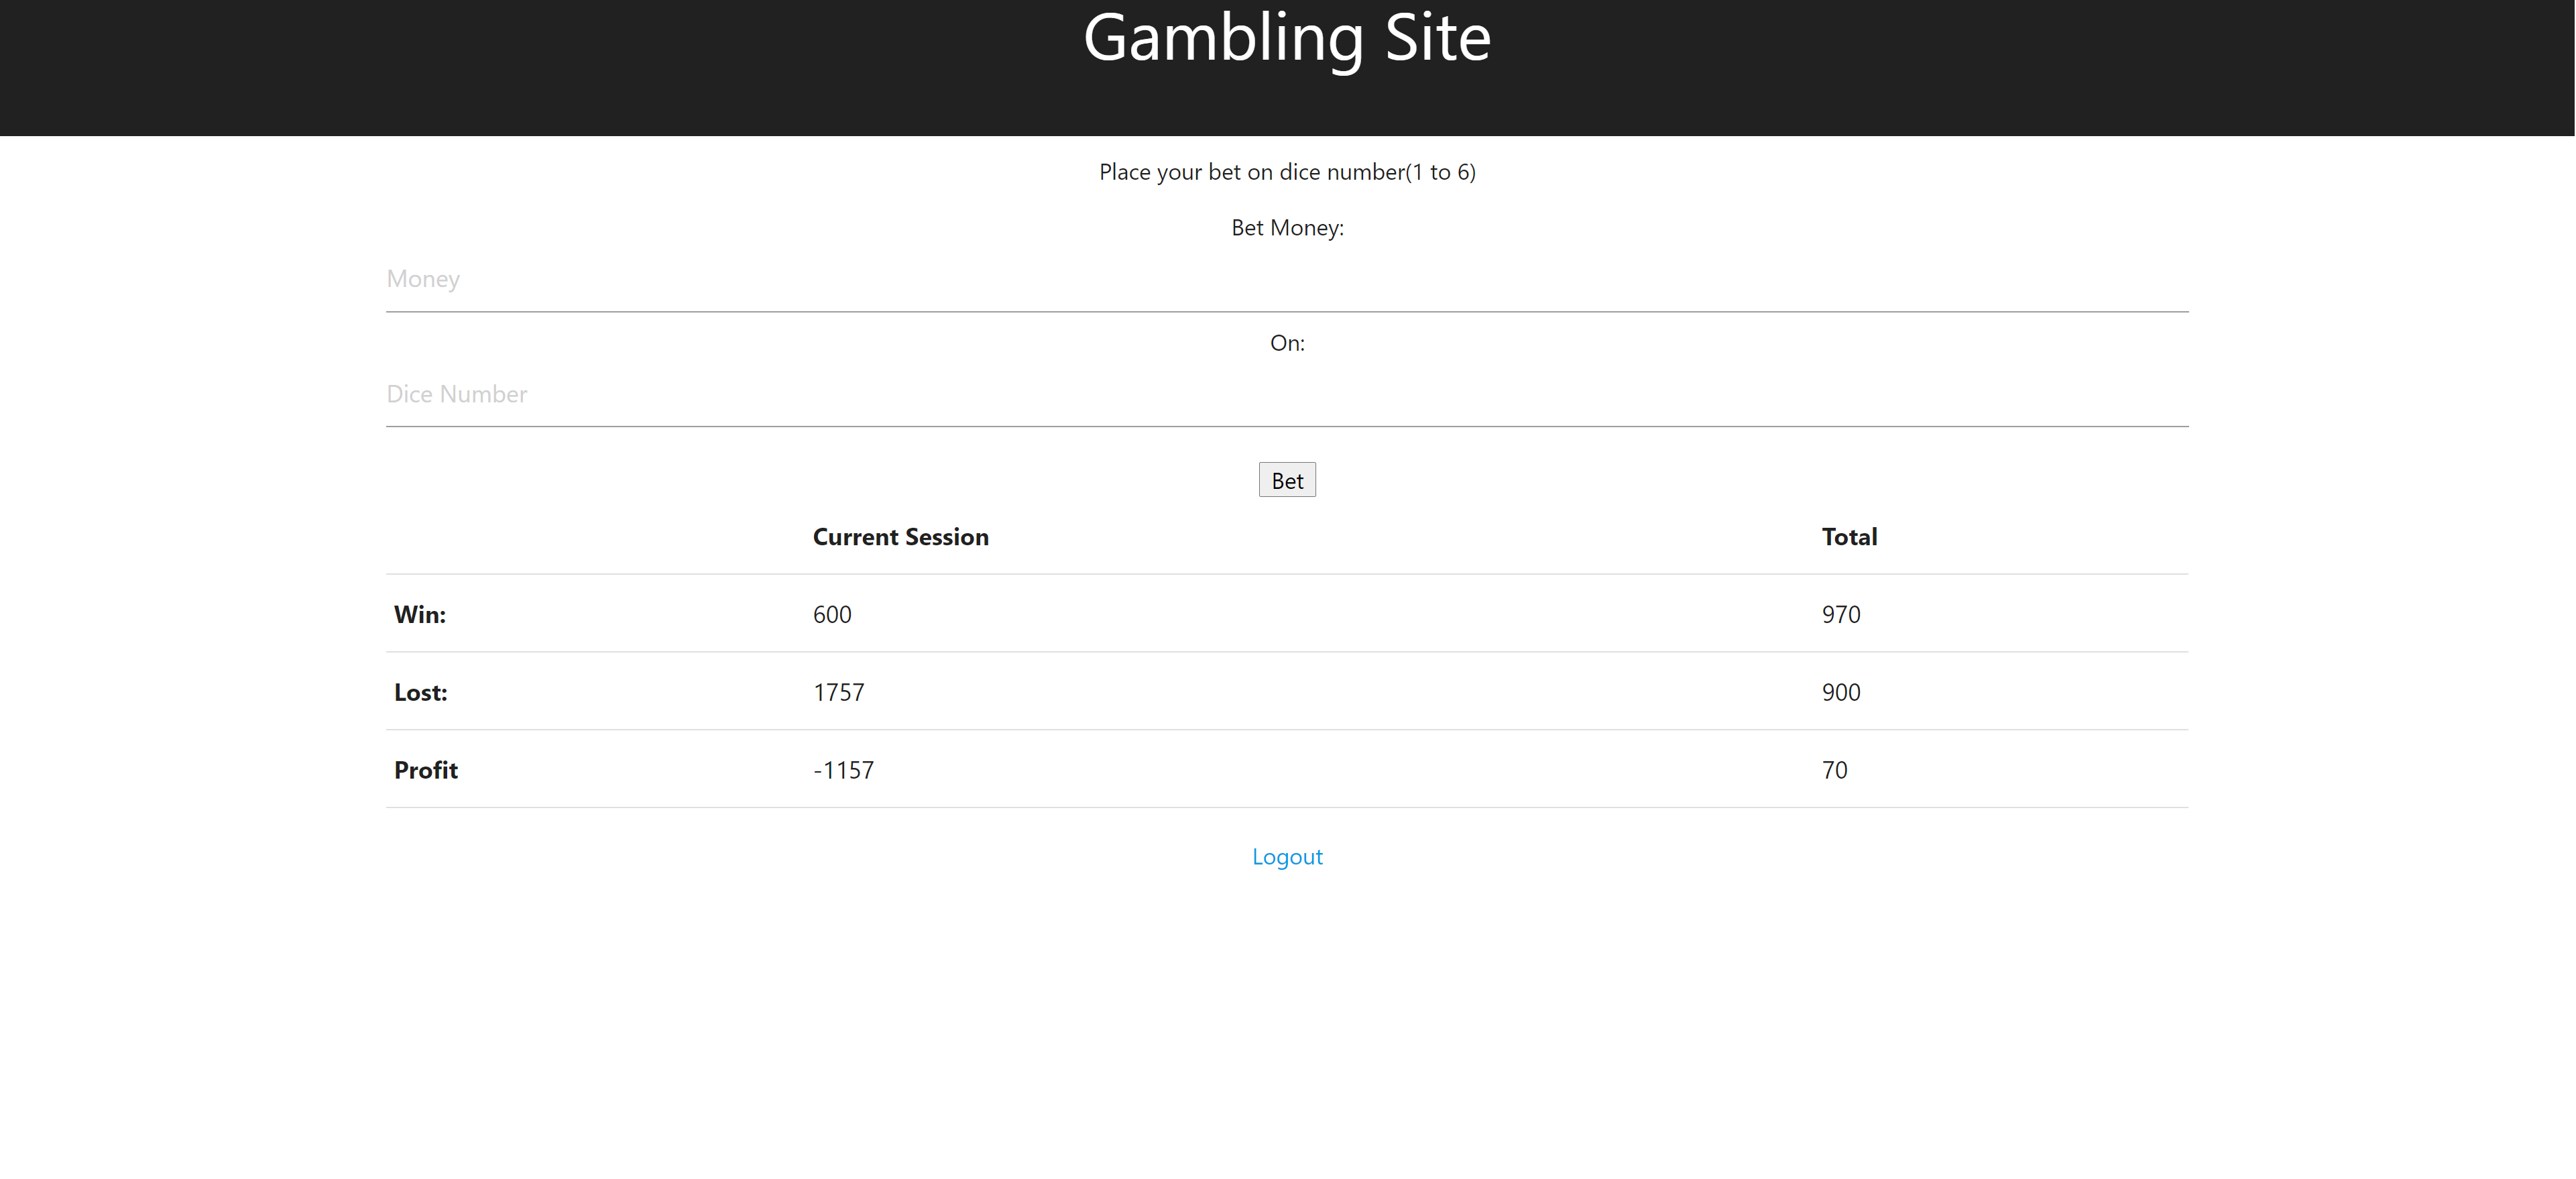 Gambling Site
Place your bet on dice number(1 to 6)
Bet Money:
Money
On:
Dice Number
Bet
Current Session Total
Win: 600 970
Lost: 1757 900
Profit -1157 70
Logout